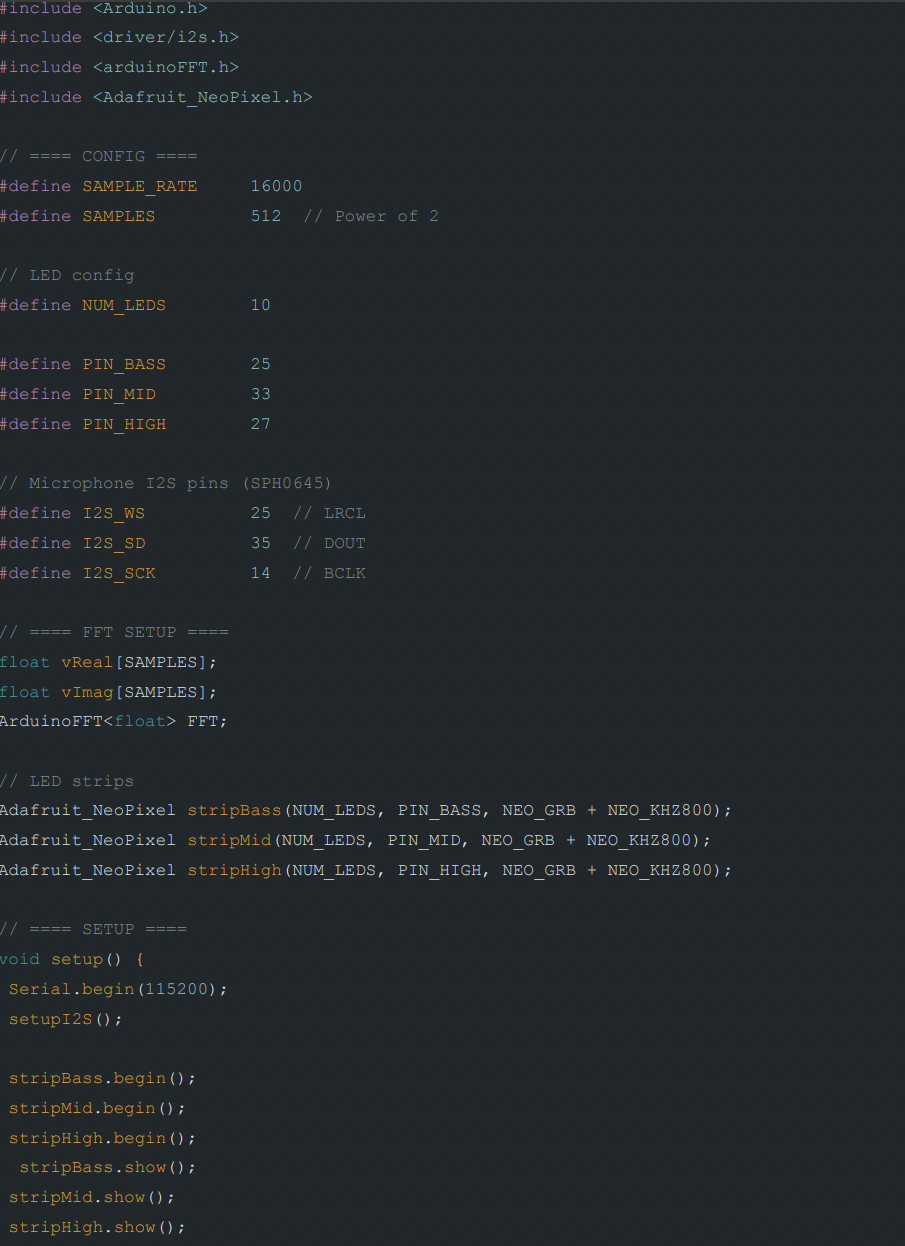 #include <Arduino.h>
#include <driver/i2s.h>
#include <arduinoFFT.h>
#include <Adafruit_NeoPixel.h>
// ==== CONFIG ====
#define SAMPLE_RATE     16000
#define SAMPLES         512  // Power of 2
// LED config
#define NUM_LEDS        10
#define PIN_BASS        25
#define PIN_MID         33
#define PIN_HIGH        27
// Microphone I2S pins (SPH0645)
#define I2S_WS          25  // LRCL
#define I2S_SD          35  // DOUT
#define I2S_SCK         14  // BCLK
// ==== FFT SETUP ====
float vReal[SAMPLES];
float vImag[SAMPLES];
ArduinoFFT<float> FFT;
// LED strips
Adafruit_NeoPixel stripBass(NUM_LEDS, PIN_BASS, NEO_GRB + NEO_KHZ800);
Adafruit_NeoPixel stripMid(NUM_LEDS, PIN_MID, NEO_GRB + NEO_KHZ800);
Adafruit_NeoPixel stripHigh(NUM_LEDS, PIN_HIGH, NEO_GRB + NEO_KHZ800);
// ==== SETUP ====
void setup() {
 Serial.begin(115200);
 setupI2S();
 stripBass.begin();
 stripMid.begin();
 stripHigh.begin();
  stripBass.show();
 stripMid.show();
 stripHigh.show();